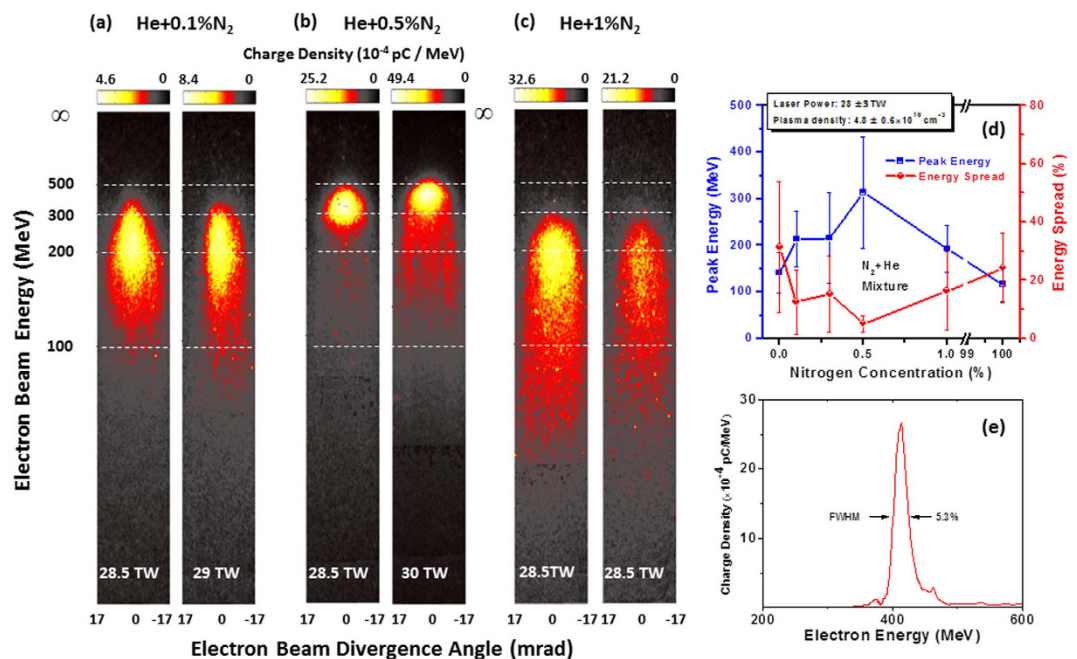 (a) He+0.1%N₂ (b) He+0.5%N₂ (c) He+1%N₂
Charge Density (10⁻⁴ pC / MeV)
4.6 0 8.4 0 25.2 0 49.4 0 32.6 0 21.2 0
∞ ∞
500
300
200
100
Electron Beam Energy (MeV)
28.5 TW 29 TW 28.5 TW 30 TW 28.5TW 28.5 TW
17 0 -17 17 0 -17 17 0 -17 17 0 -17 17 0 -17 17 0 -17
Electron Beam Divergence Angle (mrad)
Laser Power: 28 ±3 TW
Plasma density: 4.8 ± 0.6×10¹⁸ cm⁻³
(d)
Peak Energy
Energy Spread
N₂+He
Mixture
Peak Energy (MeV)
500
400
300
200
100
0
Energy Spread (%)
80
60
40
20
0
0.0 0.5 1.0 99 100
Nitrogen Concentration (%)
(e)
Charge Density (×10⁻⁴ pC/MeV)
30
20
10
0
FWHM 5.3%
200 400 600
Electron Energy (MeV)